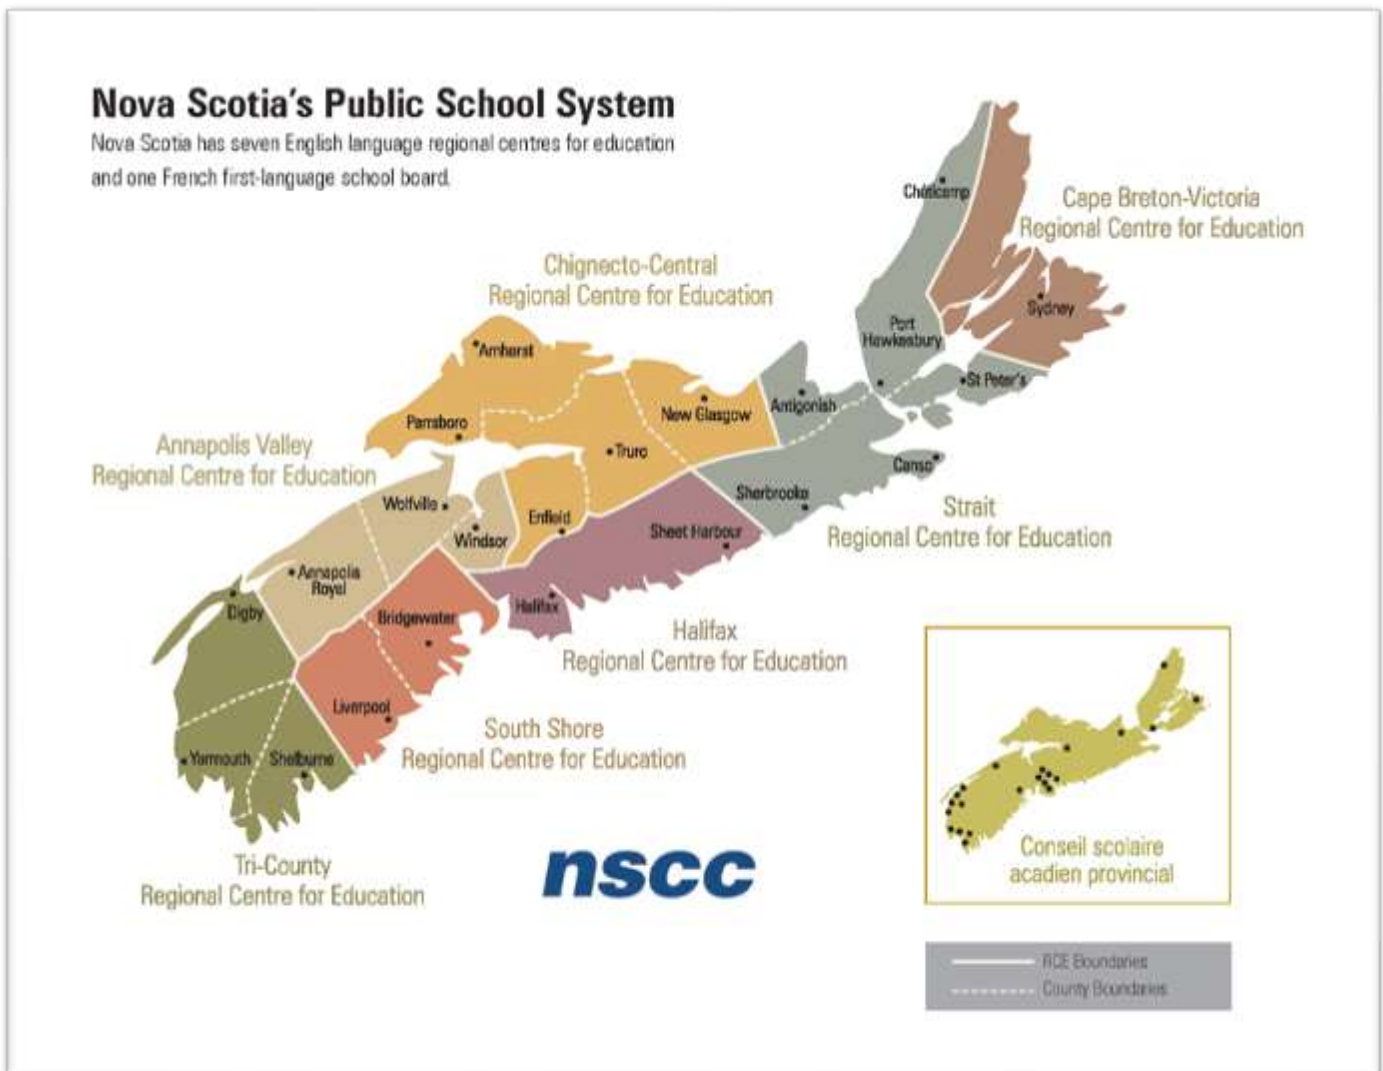 Nova Scotia's Public School System
Nova Scotia has seven English language regional centres for education
and one French first-language school board.
Chéticamp
Cape Breton-Victoria
Regional Centre for Education
Chignecto-Central
Regional Centre for Education
Sydney
Port
Hawkesbury
Amherst
St Peter's
New Glasgow
Antigonish
Parrsboro
Truro
Annapolis Valley
Regional Centre for Education
Canso
Sherbrooke
Wolfville
Enfield
Sheet Harbour
Windsor
Strait
Regional Centre for Education
Annapolis
Royal
Digby
Bridgewater
Halifax
Halifax
Regional Centre for Education
Liverpool
South Shore
Regional Centre for Education
Yarmouth
Shelburne
Tri-County
Regional Centre for Education
nscc
Conseil scolaire
acadien provincial
RCE Boundaries
County Boundaries